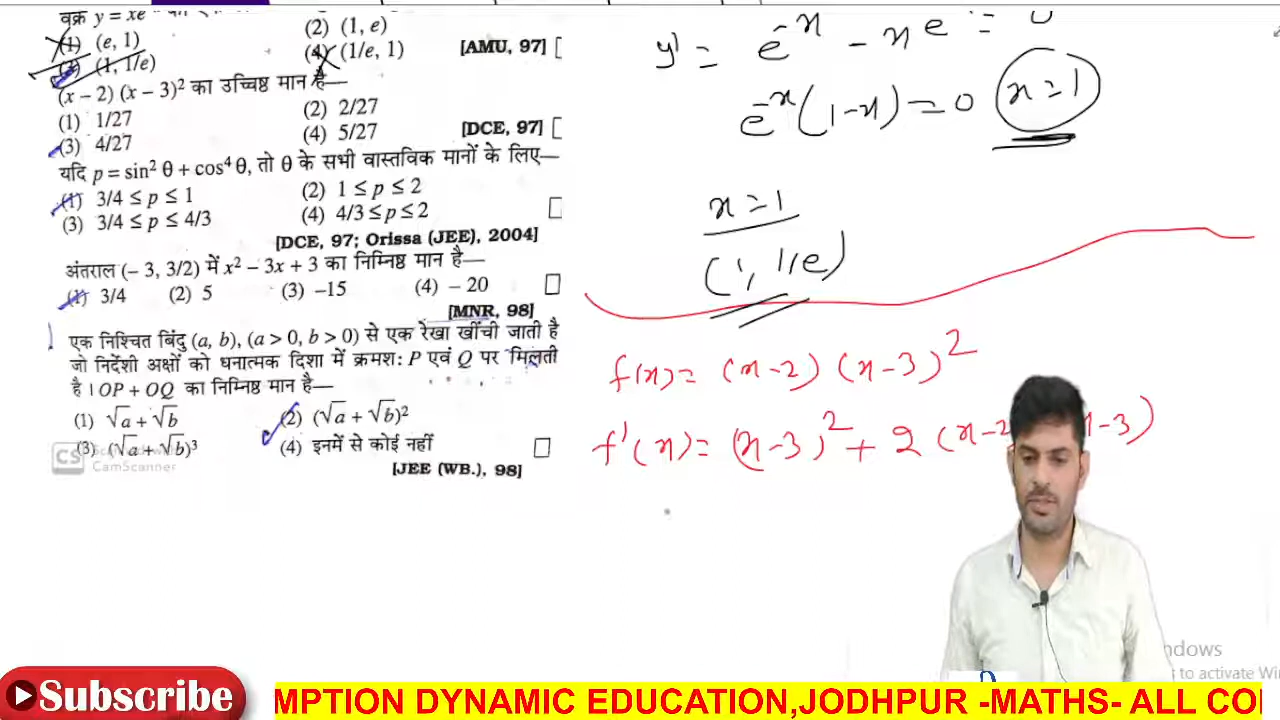 वक्र y = xe
(1) (e, 1) (2) (1, e)
(3) (1, 1/e) (4) (1/e, 1) [AMU, 97]
(x – 2) (x – 3)² का उच्चिष्ठ मान है—
(1) 1/27 (2) 2/27
(3) 4/27 (4) 5/27 [DCE, 97]
यदि p = sin² θ + cos⁴ θ, तो θ के सभी वास्तविक मानों के लिए—
(1) 3/4 ≤ p ≤ 1 (2) 1 ≤ p ≤ 2
(3) 3/4 ≤ p ≤ 4/3 (4) 4/3 ≤ p ≤ 2
[DCE, 97; Orissa (JEE), 2004]
अंतराल (– 3, 3/2) में x² – 3x + 3 का निम्निष्ठ मान है—
(1) 3/4 (2) 5 (3) –15 (4) – 20
[MNR, 98]
एक निश्चित बिंदु (a, b), (a > 0, b > 0) से एक रेखा खींची जाती है
जो निर्देशी अक्षों को धनात्मक दिशा में क्रमश: P एवं Q पर मिलती
है। OP + OQ का निम्निष्ठ मान है—
(1) √a + √b (2) (√a + √b)²
(3) (√a + √b)³ (4) इनमें से कोई नहीं
[JEE (WB.), 98]
CS
CamScanner
y' = e⁻ˣ – x e = 0
e⁻ˣ (1–x) = 0 x = 1
x = 1
(1, 1/e)
f(x) = (x–2) (x–3)²
f'(x) = (x–3)² + 2 (x–2 x–3)
ndows
to activate Win
Subscribe
MPTION DYNAMIC EDUCATION,JODHPUR -MATHS- ALL CO